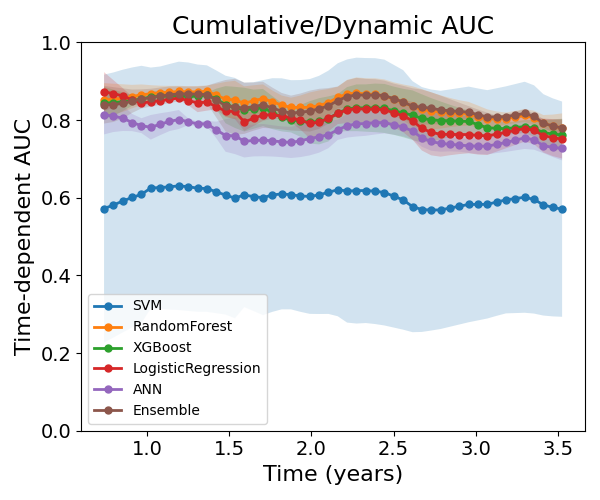 Cumulative/Dynamic AUC
Time-dependent AUC
1.0
0.8
0.6
0.4
0.2
0.0
SVM
RandomForest
XGBoost
LogisticRegression
ANN
Ensemble
1.0 1.5 2.0 2.5 3.0 3.5
Time (years)